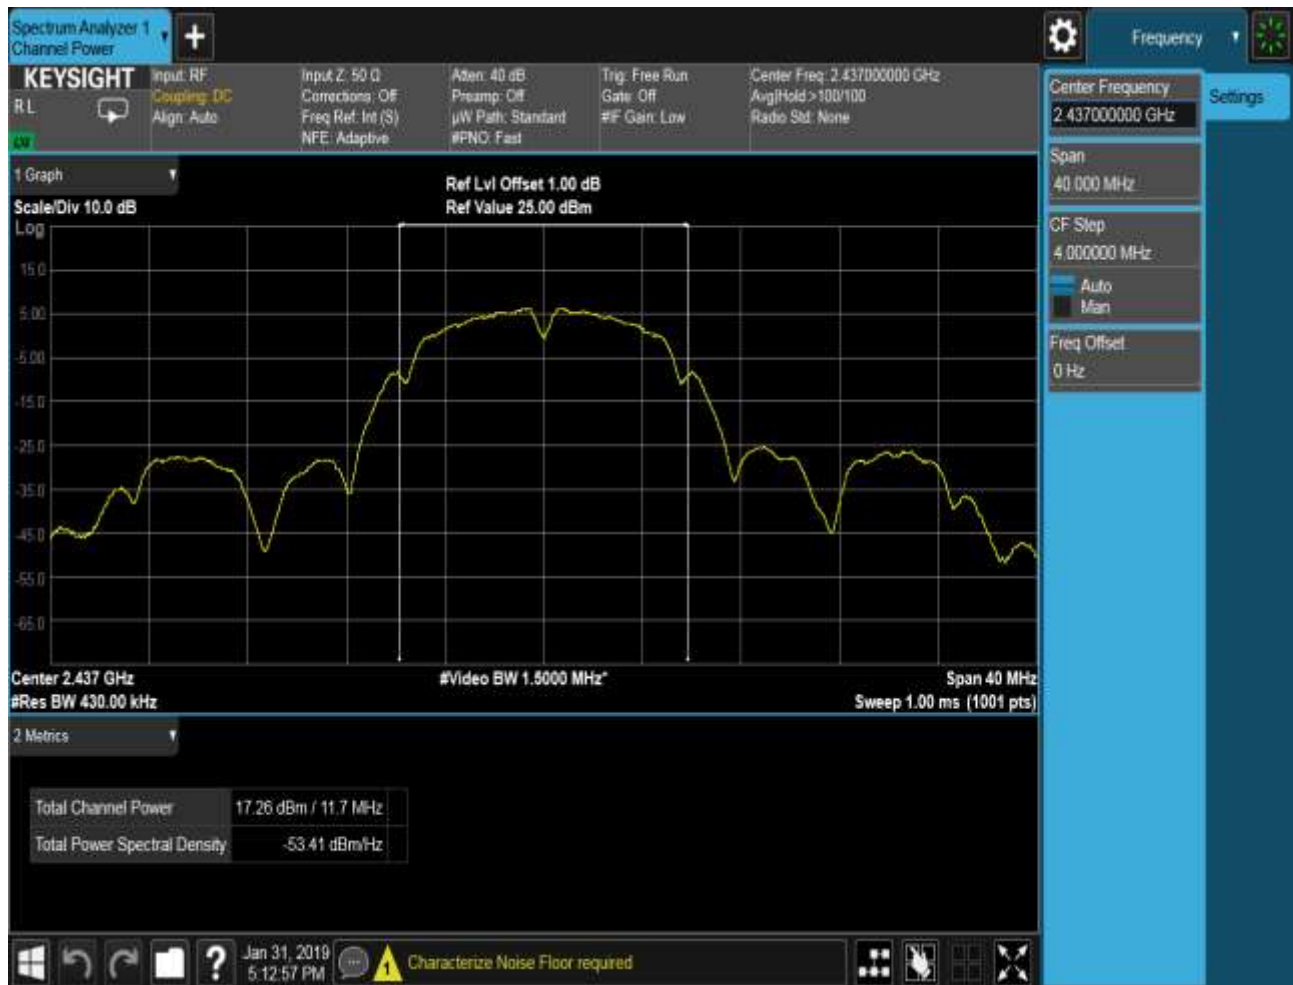 Spectrum Analyzer 1
Channel Power
Frequency
KEYSIGHT
RL
Input: RF
Coupling: DC
Align: Auto
Input Z: 50 Ω
Corrections: Off
Freq Ref: Int (S)
NFE: Adaptive
Atten: 40 dB
Preamp: Off
µW Path: Standard
#PNO: Fast
Trig: Free Run
Gate: Off
#IF Gain: Low
Center Freq: 2.437000000 GHz
Avg|Hold:>100/100
Radio Std: None
Center Frequency
2.437000000 GHz
Settings
Span
40.000 MHz
CF Step
4.000000 MHz
Auto
Man
Freq Offset
0 Hz
1 Graph
Scale/Div 10.0 dB
Ref Lvl Offset 1.00 dB
Ref Value 25.00 dBm
Log
15.0
5.00
-5.00
-15.0
-25.0
-35.0
-45.0
-55.0
-65.0
Center 2.437 GHz
#Video BW 1.5000 MHz*
Span 40 MHz
#Res BW 430.00 kHz
Sweep 1.00 ms (1001 pts)
2 Metrics
Total Channel Power 17.26 dBm / 11.7 MHz
Total Power Spectral Density -53.41 dBm/Hz
?
Jan 31, 2019
5:12:57 PM
1
Characterize Noise Floor required